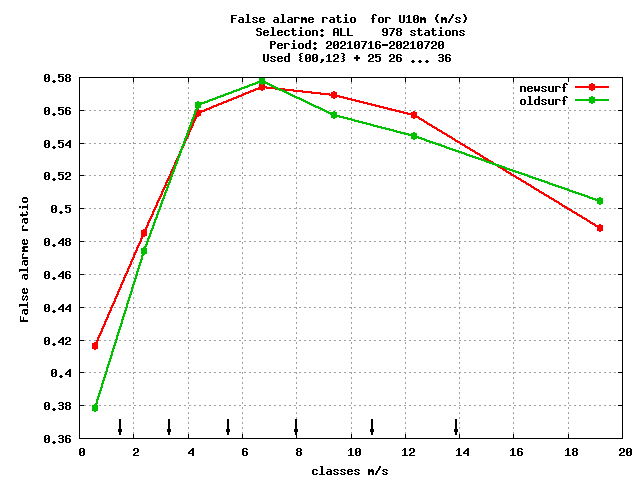 False alarme ratio  for U10m (m/s)
Selection: ALL    978 stations
Period: 20210716-20210720
Used {00,12} + 25 26 ... 36
newsurf
oldsurf
0.58
0.56
0.54
0.52
0.5
0.48
0.46
0.44
0.42
0.4
0.38
0.36
False alarme ratio
0 2 4 6 8 10 12 14 16 18 20
classes m/s